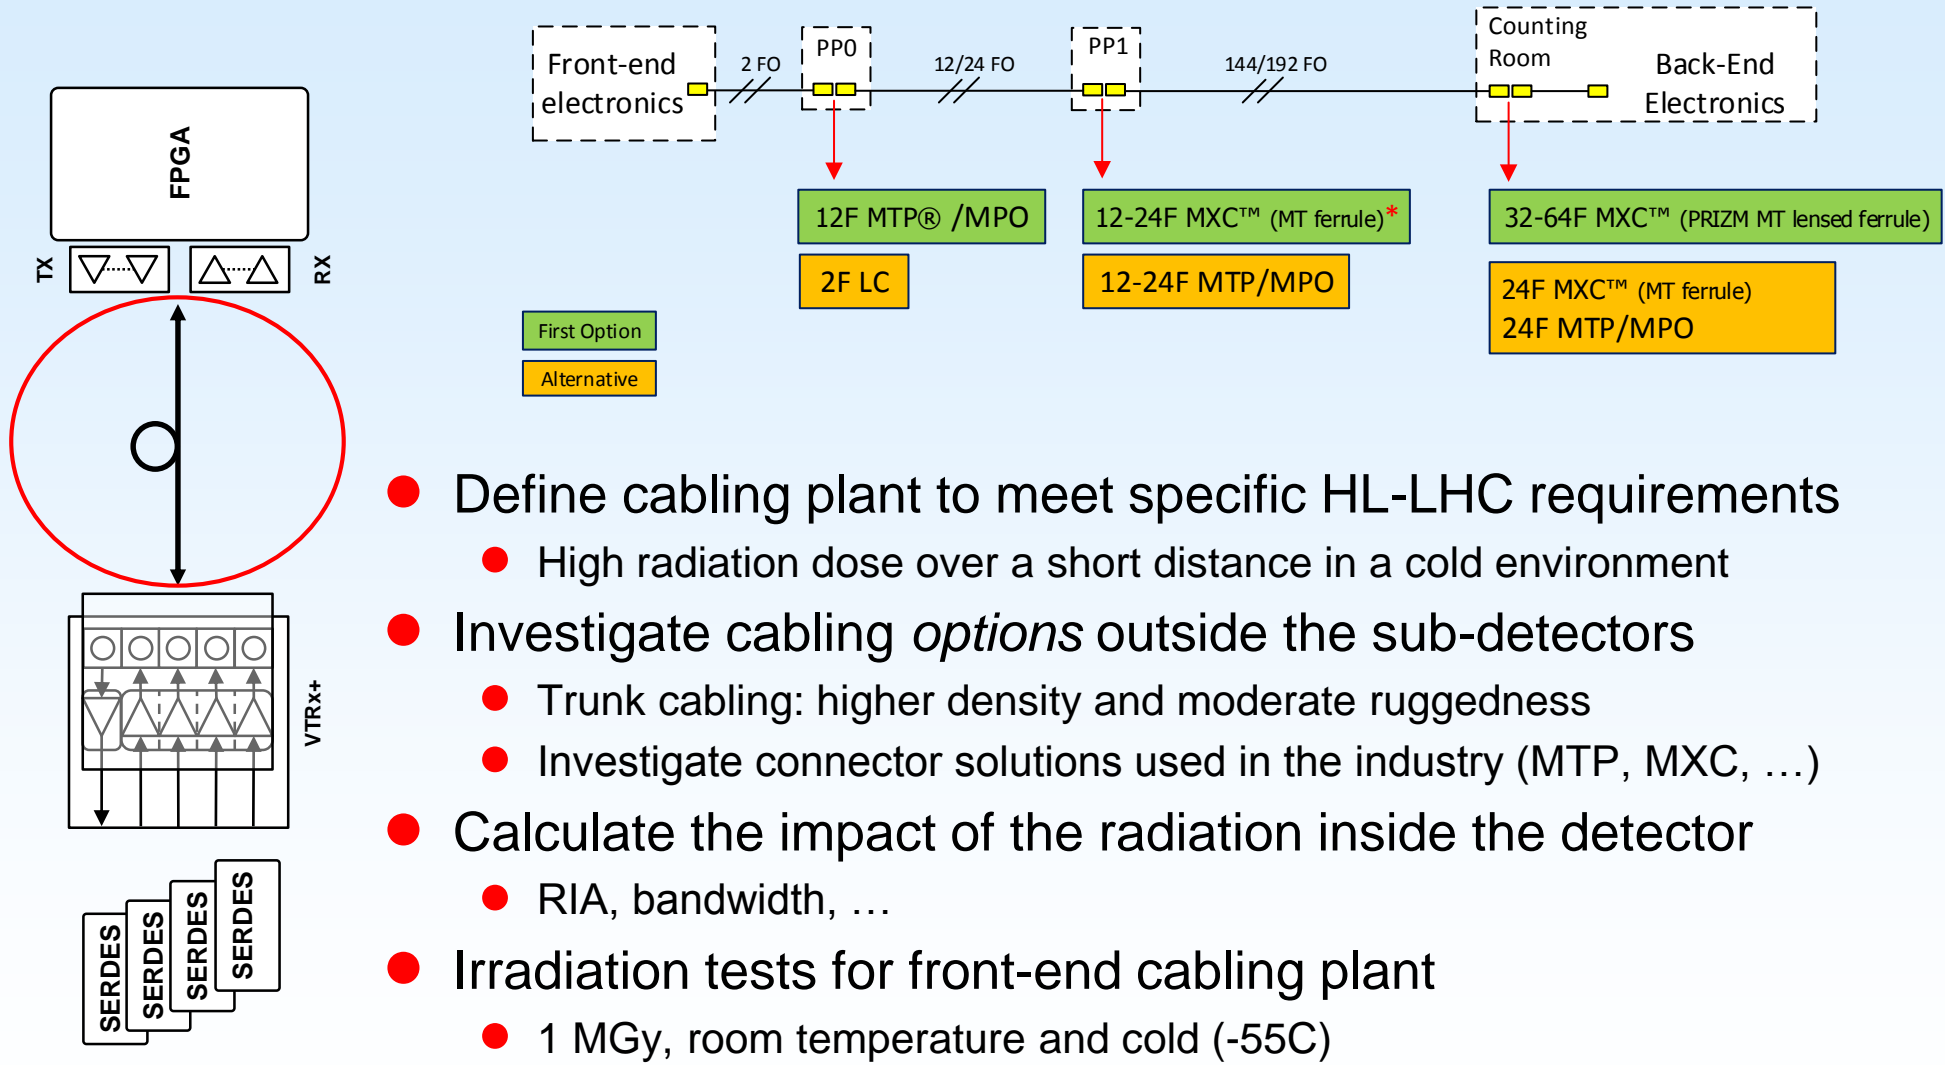 FPGA
TX
RX
VTRx+
SERDES
SERDES
SERDES
SERDES
Front-end
electronics
2 FO
PP0
12/24 FO
PP1
144/192 FO
Counting
Room
Back-End
Electronics
12F MTP® /MPO
12-24F MXC™ (MT ferrule)*
32-64F MXC™ (PRIZM MT lensed ferrule)
2F LC
12-24F MTP/MPO
24F MXC™ (MT ferrule)
24F MTP/MPO
First Option
Alternative
Define cabling plant to meet specific HL-LHC requirements
High radiation dose over a short distance in a cold environment
Investigate cabling options outside the sub-detectors
Trunk cabling: higher density and moderate ruggedness
Investigate connector solutions used in the industry (MTP, MXC, …)
Calculate the impact of the radiation inside the detector
RIA, bandwidth, …
Irradiation tests for front-end cabling plant
1 MGy, room temperature and cold (-55C)